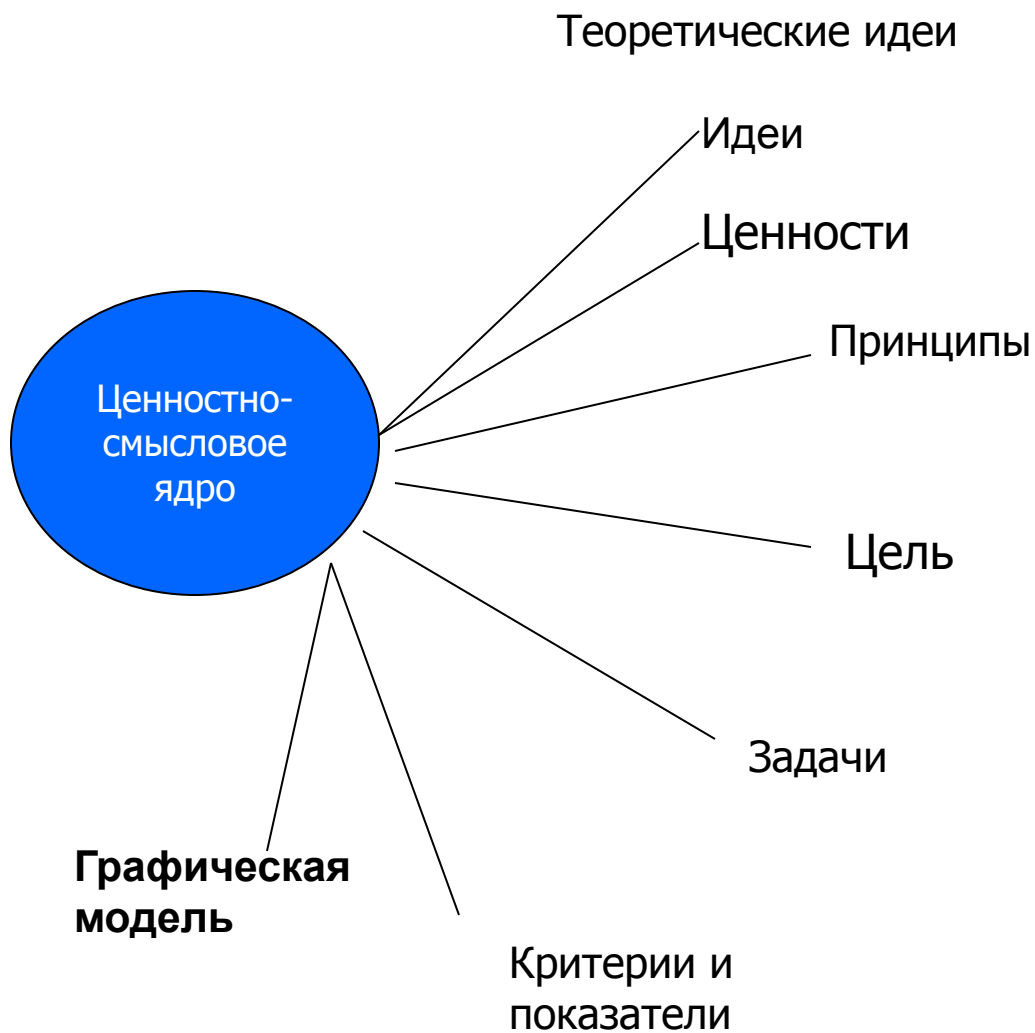 Теоретические идеи
Идеи
Ценности
Принципы
Ценностно-
смысловое
ядро
Цель
Задачи
Графическая
модель
Критерии и
показатели